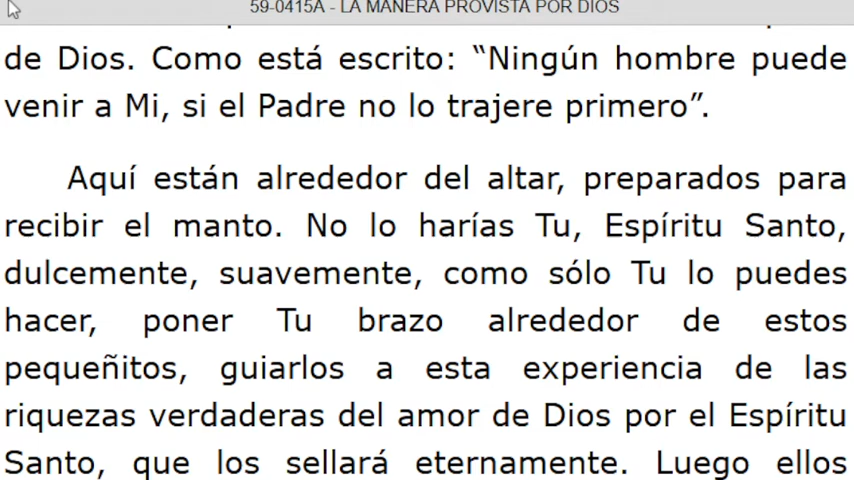 59-0415A - LA MANERA PROVISTA POR DIOS
de Dios. Como está escrito: “Ningún hombre puede
venir a Mi, si el Padre no lo trajere primero”.
Aquí están alrededor del altar, preparados para
recibir el manto. No lo harías Tu, Espíritu Santo,
dulcemente, suavemente, como sólo Tu lo puedes
hacer, poner Tu brazo alrededor de estos
pequeñitos, guiarlos a esta experiencia de las
riquezas verdaderas del amor de Dios por el Espíritu
Santo, que los sellará eternamente. Luego ellos